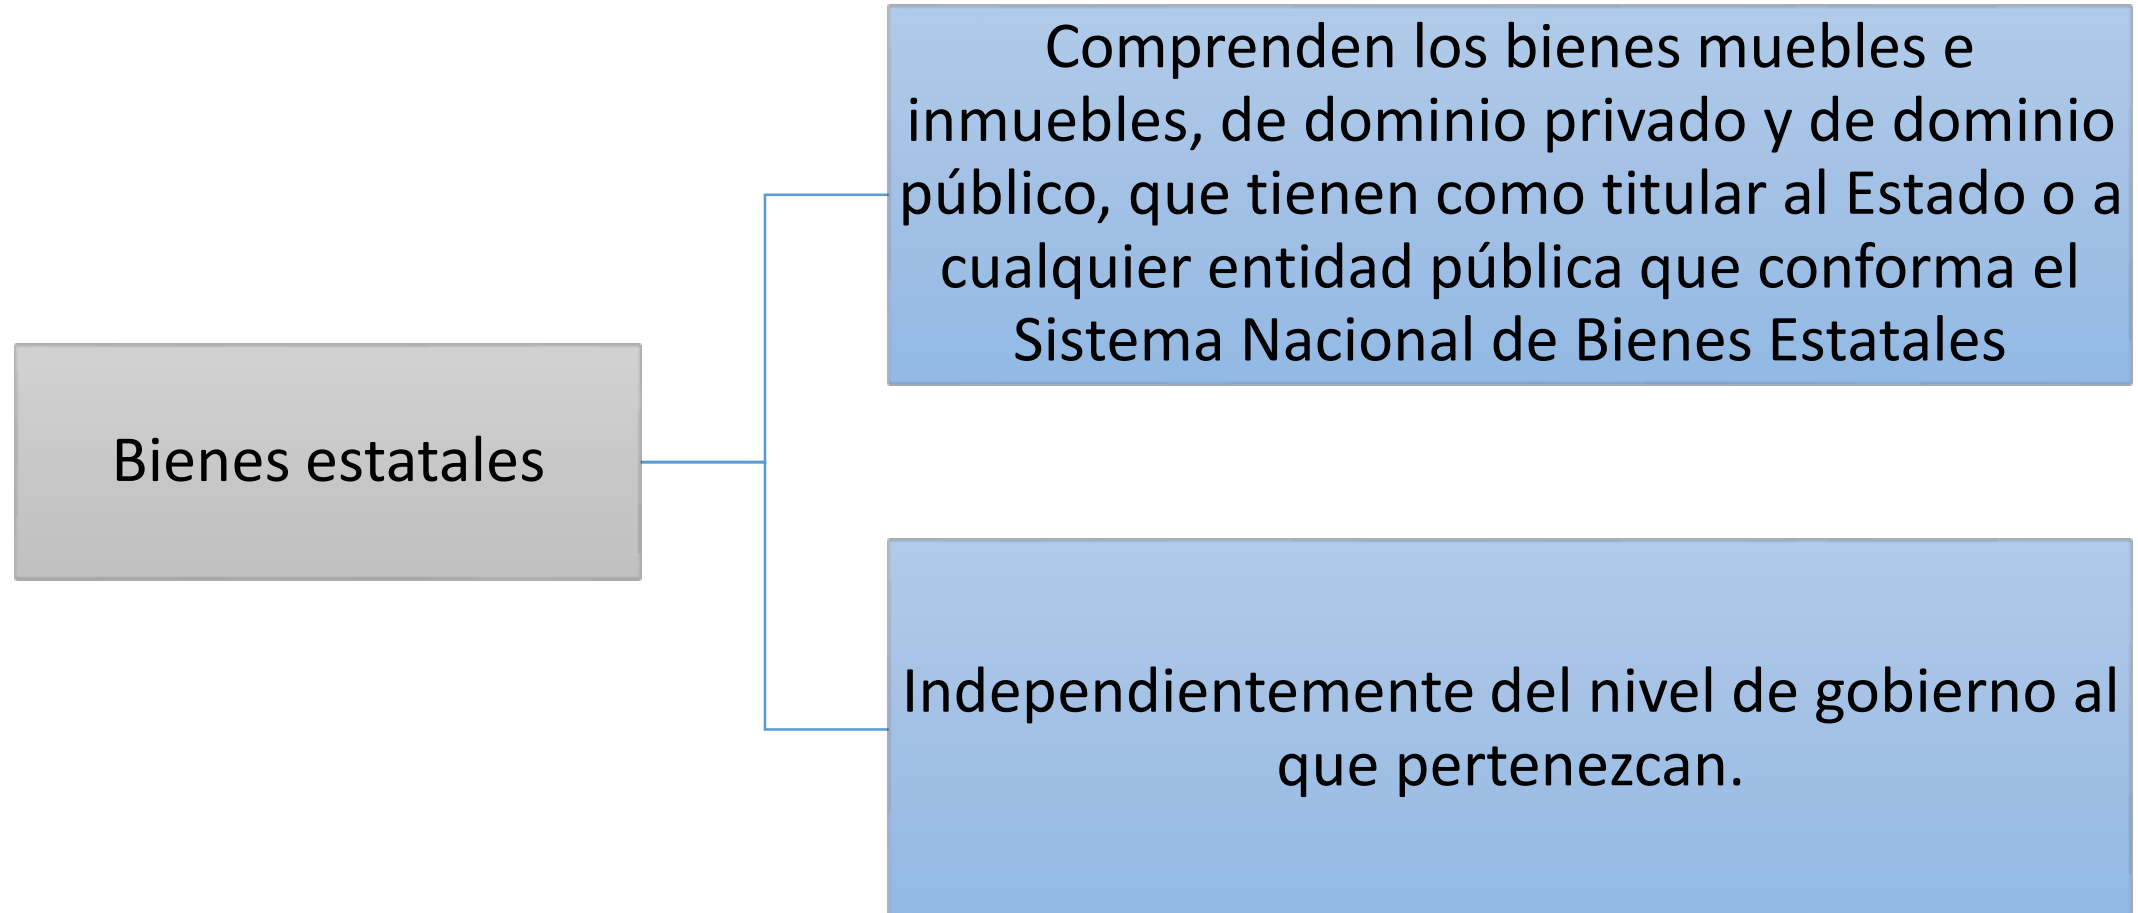 Bienes estatales
Comprenden los bienes muebles e
inmuebles, de dominio privado y de dominio
público, que tienen como titular al Estado o a
cualquier entidad pública que conforma el
Sistema Nacional de Bienes Estatales
Independientemente del nivel de gobierno al
que pertenezcan.